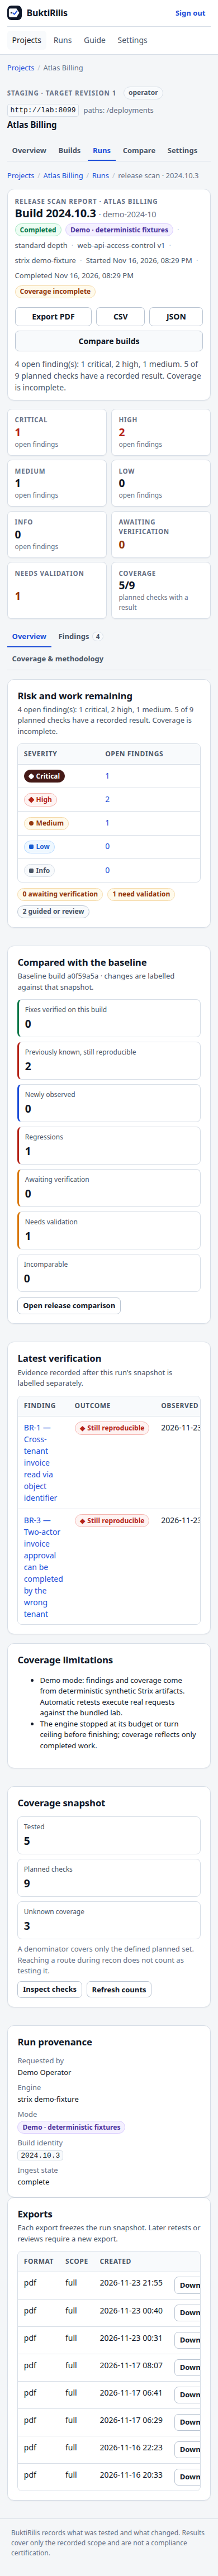 BuktiRilis
Sign out
Projects Runs Guide Settings
Projects / Atlas Billing
STAGING · TARGET REVISION 1 operator
http://lab:8099 paths: /deployments
Atlas Billing
Overview Builds Runs Compare Settings
Projects / Atlas Billing / Runs / release scan · 2024.10.3
RELEASE SCAN REPORT · ATLAS BILLING
Build 2024.10.3 · demo-2024-10
Completed Demo · deterministic fixtures ·
standard depth · web-api-access-control v1 ·
strix demo-fixture · Started Nov 16, 2026, 08:29 PM ·
Completed Nov 16, 2026, 08:29 PM
Coverage incomplete
Export PDF CSV JSON
Compare builds
4 open finding(s): 1 critical, 2 high, 1 medium. 5 of
9 planned checks have a recorded result. Coverage
is incomplete.
CRITICAL
1
open findings
HIGH
2
open findings
MEDIUM
1
open findings
LOW
0
open findings
INFO
0
open findings
AWAITING
VERIFICATION
0
NEEDS VALIDATION
1
COVERAGE
5/9
planned checks with a
result
Overview Findings 4
Coverage & methodology
Risk and work remaining
4 open finding(s): 1 critical, 2 high, 1 medium. 5 of 9
planned checks have a recorded result. Coverage is
incomplete.
SEVERITY OPEN FINDINGS
Critical 1
High 2
Medium 1
Low 0
Info 0
0 awaiting verification 1 need validation
2 guided or review
Compared with the baseline
Baseline build a0f59a5a · changes are labelled
against that snapshot.
Fixes verified on this build
0
Previously known, still reproducible
2
Newly observed
0
Regressions
1
Awaiting verification
0
Needs validation
1
Incomparable
0
Open release comparison
Latest verification
Evidence recorded after this run's snapshot is
labelled separately.
FINDING OUTCOME OBSERVED
BR-1 — Still reproducible 2026-11-23
Cross-
tenant
invoice
read via
object
identifier
BR-3 — Still reproducible 2026-11-23
Two-actor
invoice
approval
can be
completed
by the
wrong
tenant
Coverage limitations
Demo mode: findings and coverage come
from deterministic synthetic Strix artifacts.
Automatic retests execute real requests
against the bundled lab.
The engine stopped at its budget or turn
ceiling before finishing; coverage reflects only
completed work.
Coverage snapshot
Tested
5
Planned checks
9
Unknown coverage
3
A denominator covers only the defined planned set.
Reaching a route during recon does not count as
testing it.
Inspect checks Refresh counts
Run provenance
Requested by
Demo Operator
Engine
strix demo-fixture
Mode
Demo · deterministic fixtures
Build identity
2024.10.3
Ingest state
complete
Exports
Each export freezes the run snapshot. Later retests or
reviews require a new export.
FORMAT SCOPE CREATED
pdf full 2026-11-23 21:55 Down
pdf full 2026-11-23 00:40 Down
pdf full 2026-11-23 00:31 Down
pdf full 2026-11-17 08:07 Down
pdf full 2026-11-17 06:41 Down
pdf full 2026-11-17 06:29 Down
pdf full 2026-11-16 22:23 Down
pdf full 2026-11-16 20:33 Down
BuktiRilis records what was tested and what changed. Results
cover only the recorded scope and are not a compliance
certification.